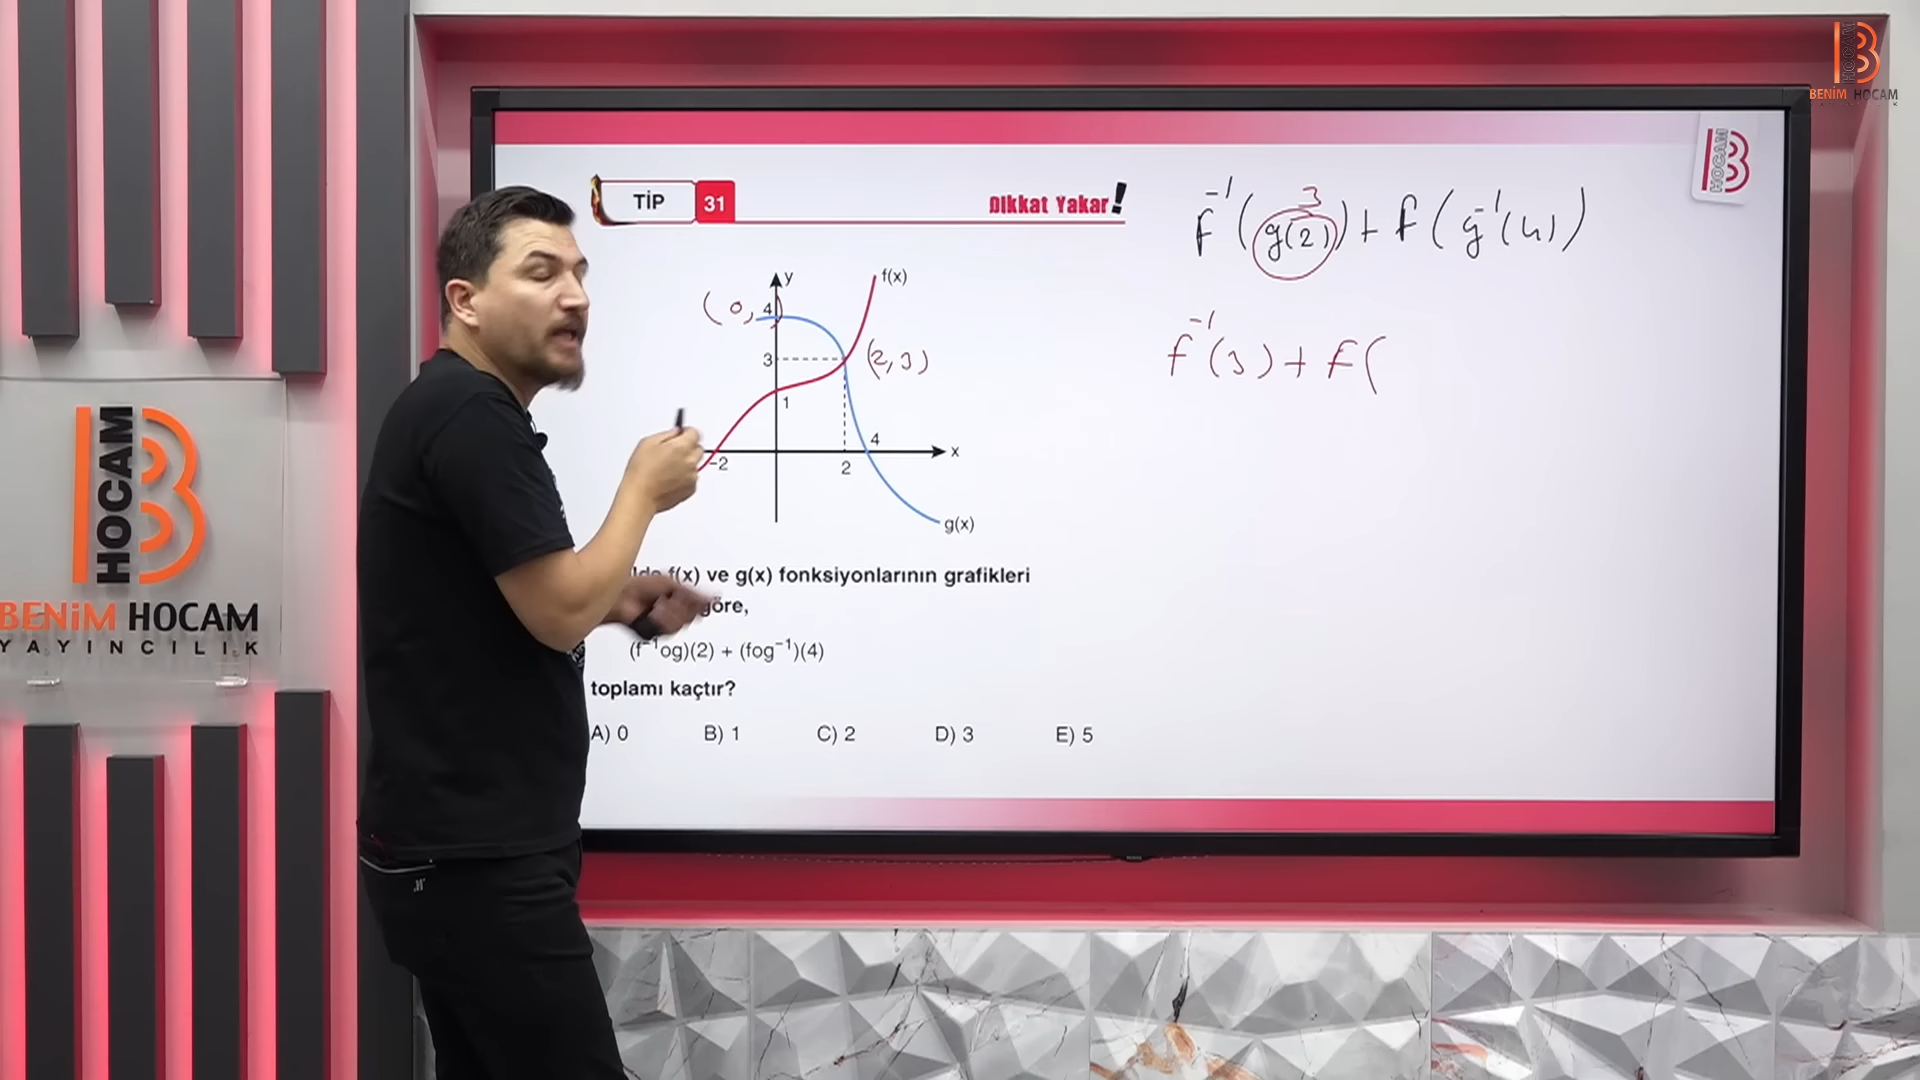 HOCAM
BENİM HOCAM
YAYINCILIK
HOCAM
TİP 31
Dikkat Yakar!
y
f(x)
(0, 4)
3
(2, 3)
1
4
x
-2
2
g(x)
f(x) ve g(x) fonksiyonlarının grafikleri
göre,
(f⁻¹og)(2) + (fog⁻¹)(4)
toplamı kaçtır?
A) 0 B) 1 C) 2 D) 3 E) 5
3
f⁻¹(g(2)) + f(g⁻¹(4))
f⁻¹(3) + f(
HOCAM
BENİM HOCAM
YAYINCILIK